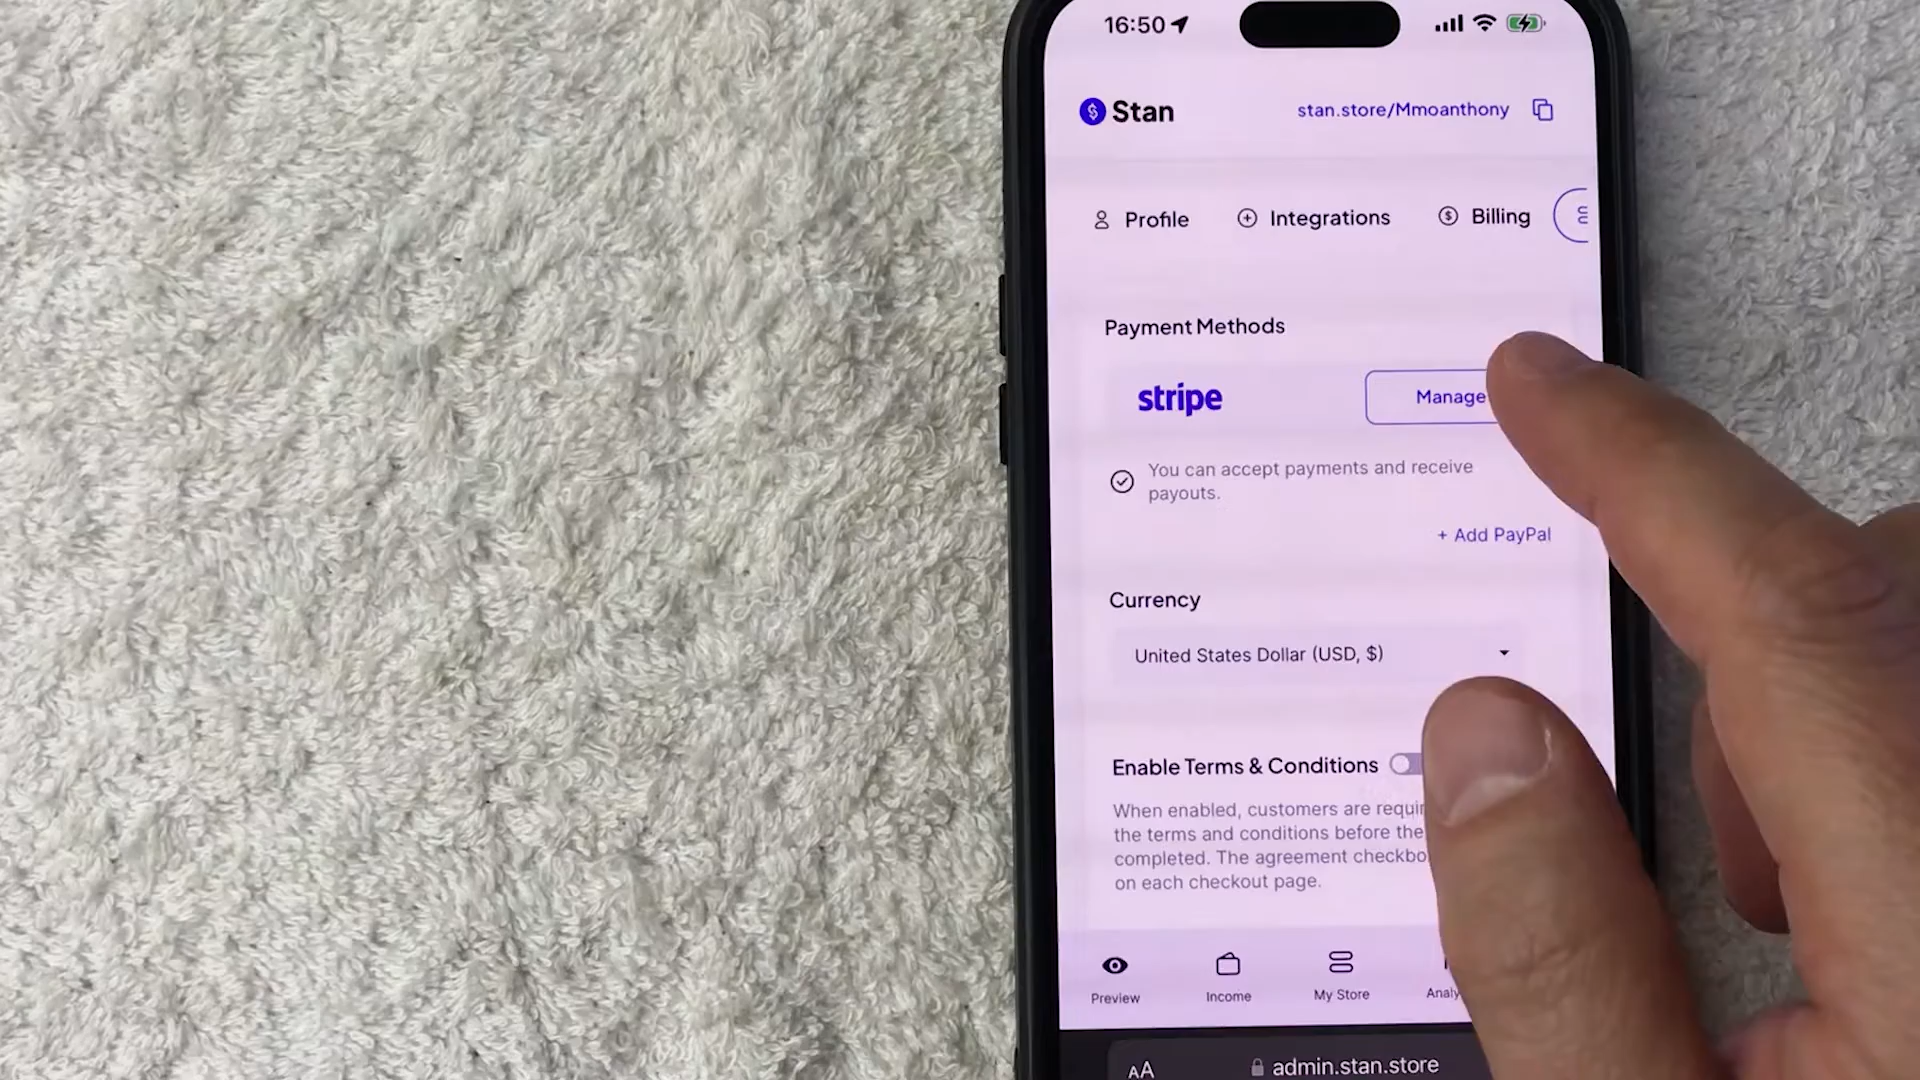 16:50
Stan
stan.store/Mmoanthony
Profile
Integrations
Billing
Payment Methods
stripe
Manage
You can accept payments and receive
payouts.
+ Add PayPal
Currency
United States Dollar (USD, $)
Enable Terms & Conditions
When enabled, customers are requir
the terms and conditions before the
completed. The agreement checkbo
on each checkout page.
Preview
Income
My Store
Analy
AA
admin.stan.store